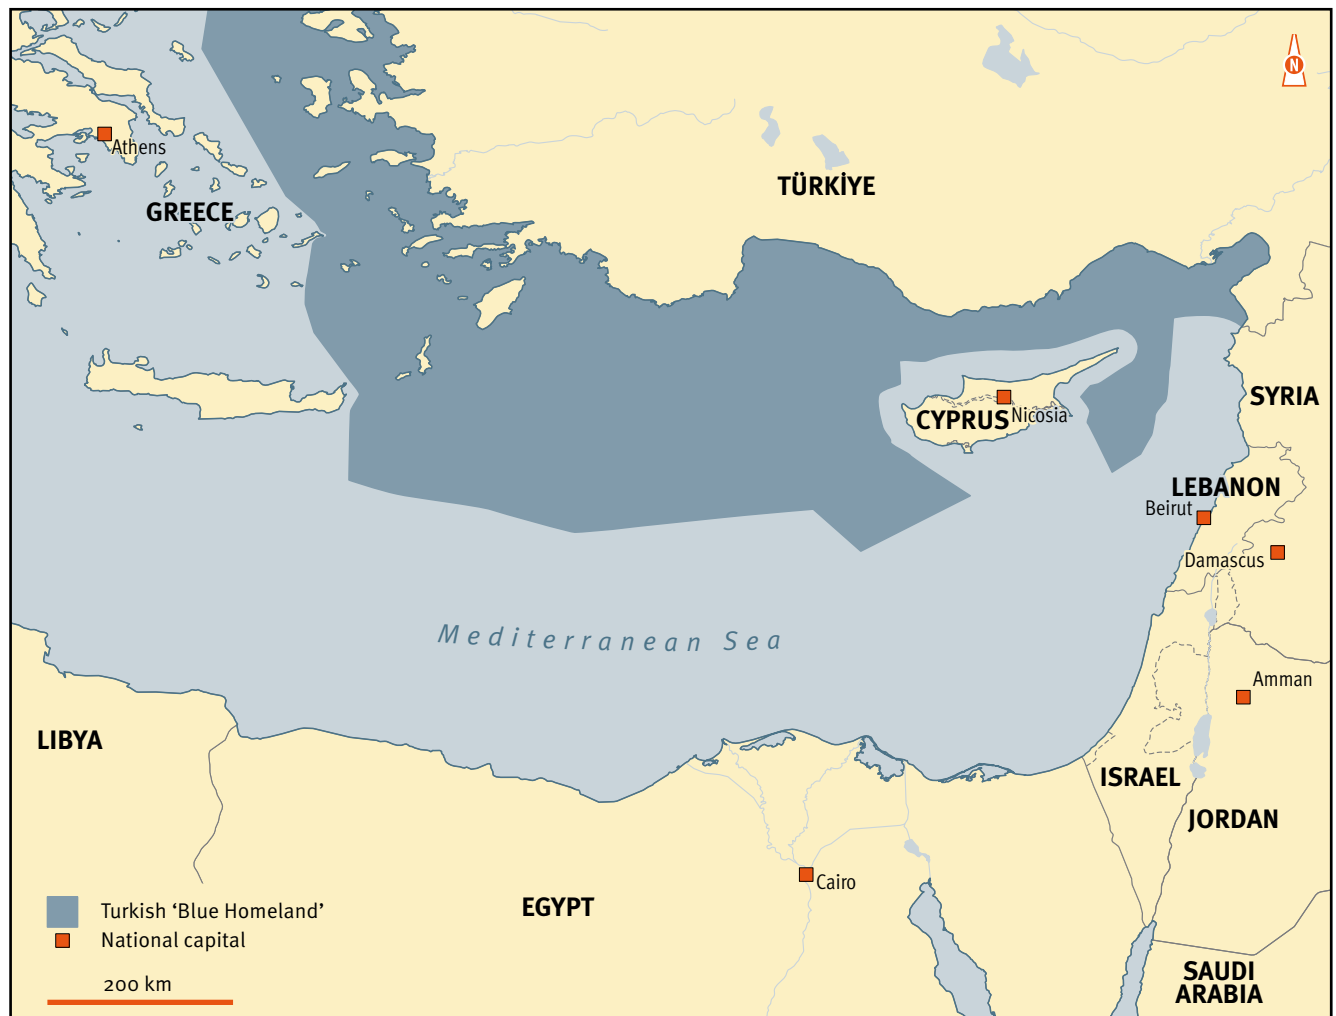 N
Athens
GREECE
TÜRKİYE
SYRIA
CYPRUS
Nicosia
LEBANON
Beirut
Damascus
Mediterranean Sea
Amman
LIBYA
ISRAEL
JORDAN
Cairo
EGYPT
Turkish ‘Blue Homeland’
National capital
200 km
SAUDI
ARABIA